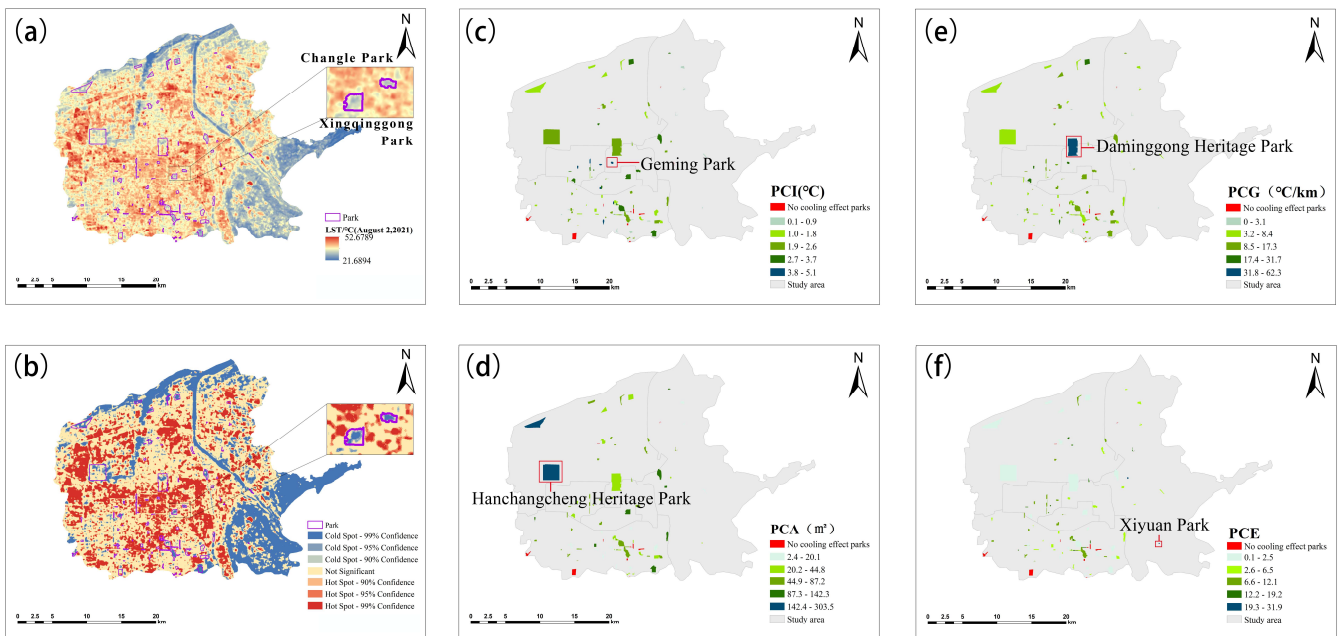 (a)
N
Changle Park
Xingqinggong
Park
Park
LST/°C(August 2,2021)
52.6789
21.6894
0 2.5 5 10 15 20
km
(c)
N
Geming Park
PCI(℃)
No cooling effect parks
0.1 - 0.9
1.0 - 1.8
1.9 - 2.6
2.7 - 3.7
3.8 - 5.1
Study area
0 2.5 5 10 15 20
km
(e)
N
Daminggong Heritage Park
PCG（℃/km）
No cooling effect parks
0 - 3.1
3.2 - 8.4
8.5 - 17.3
17.4 - 31.7
31.8 - 62.3
Study area
0 2.5 5 10 15 20
km
(b)
N
Park
Cold Spot - 99% Confidence
Cold Spot - 95% Confidence
Cold Spot - 90% Confidence
Not Significant
Hot Spot - 90% Confidence
Hot Spot - 95% Confidence
Hot Spot - 99% Confidence
0 2.5 5 10 15 20
km
(d)
N
Hanchangcheng Heritage Park
PCA（m²）
No cooling effect parks
2.4 - 20.1
20.2 - 44.8
44.9 - 87.2
87.3 - 142.3
142.4 - 303.5
Study area
0 2.5 5 10 15 20
km
(f)
N
Xiyuan Park
PCE
No cooling effect parks
0.1 - 2.5
2.6 - 6.5
6.6 - 12.1
12.2 - 19.2
19.3 - 31.9
Study area
0 2.5 5 10 15 20
km